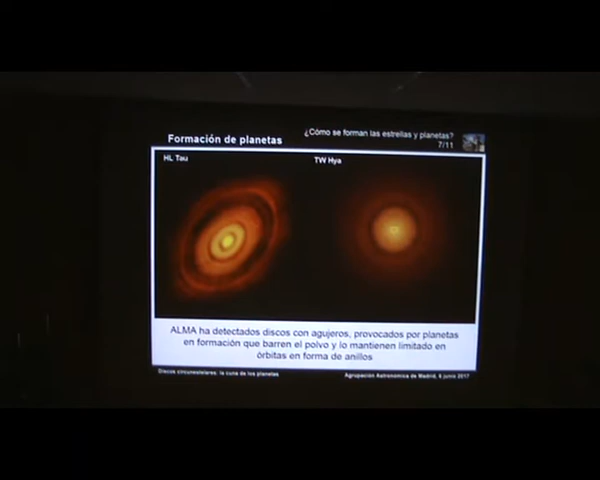 Formación de planetas
¿Cómo se forman las estrellas y planetas?
7/11
HL Tau
TW Hya
ALMA ha detectados discos con agujeros, provocados por planetas
en formación que barren el polvo y lo mantienen limitado en
órbitas en forma de anillos
Discos circunestelares: la cuna de los planetas
Agrupación Astronómica de Madrid, 6 junio 2017